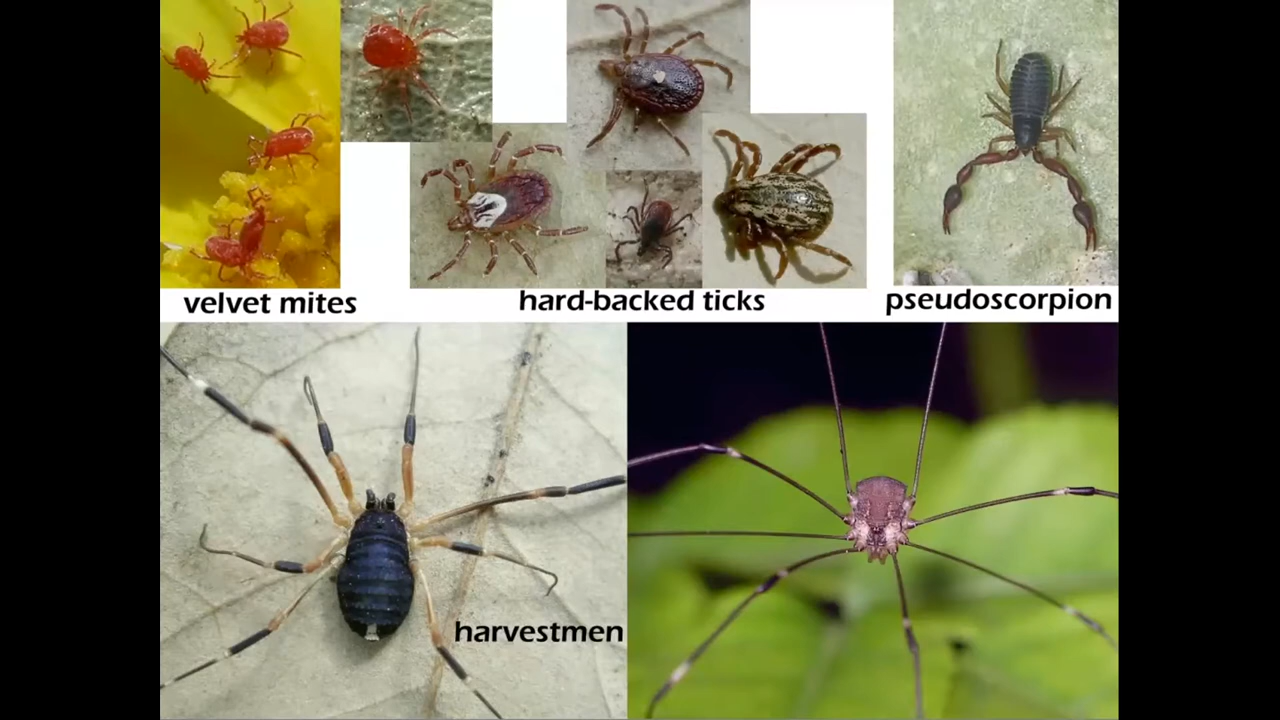 velvet mites
hard-backed ticks
pseudoscorpion
harvestmen